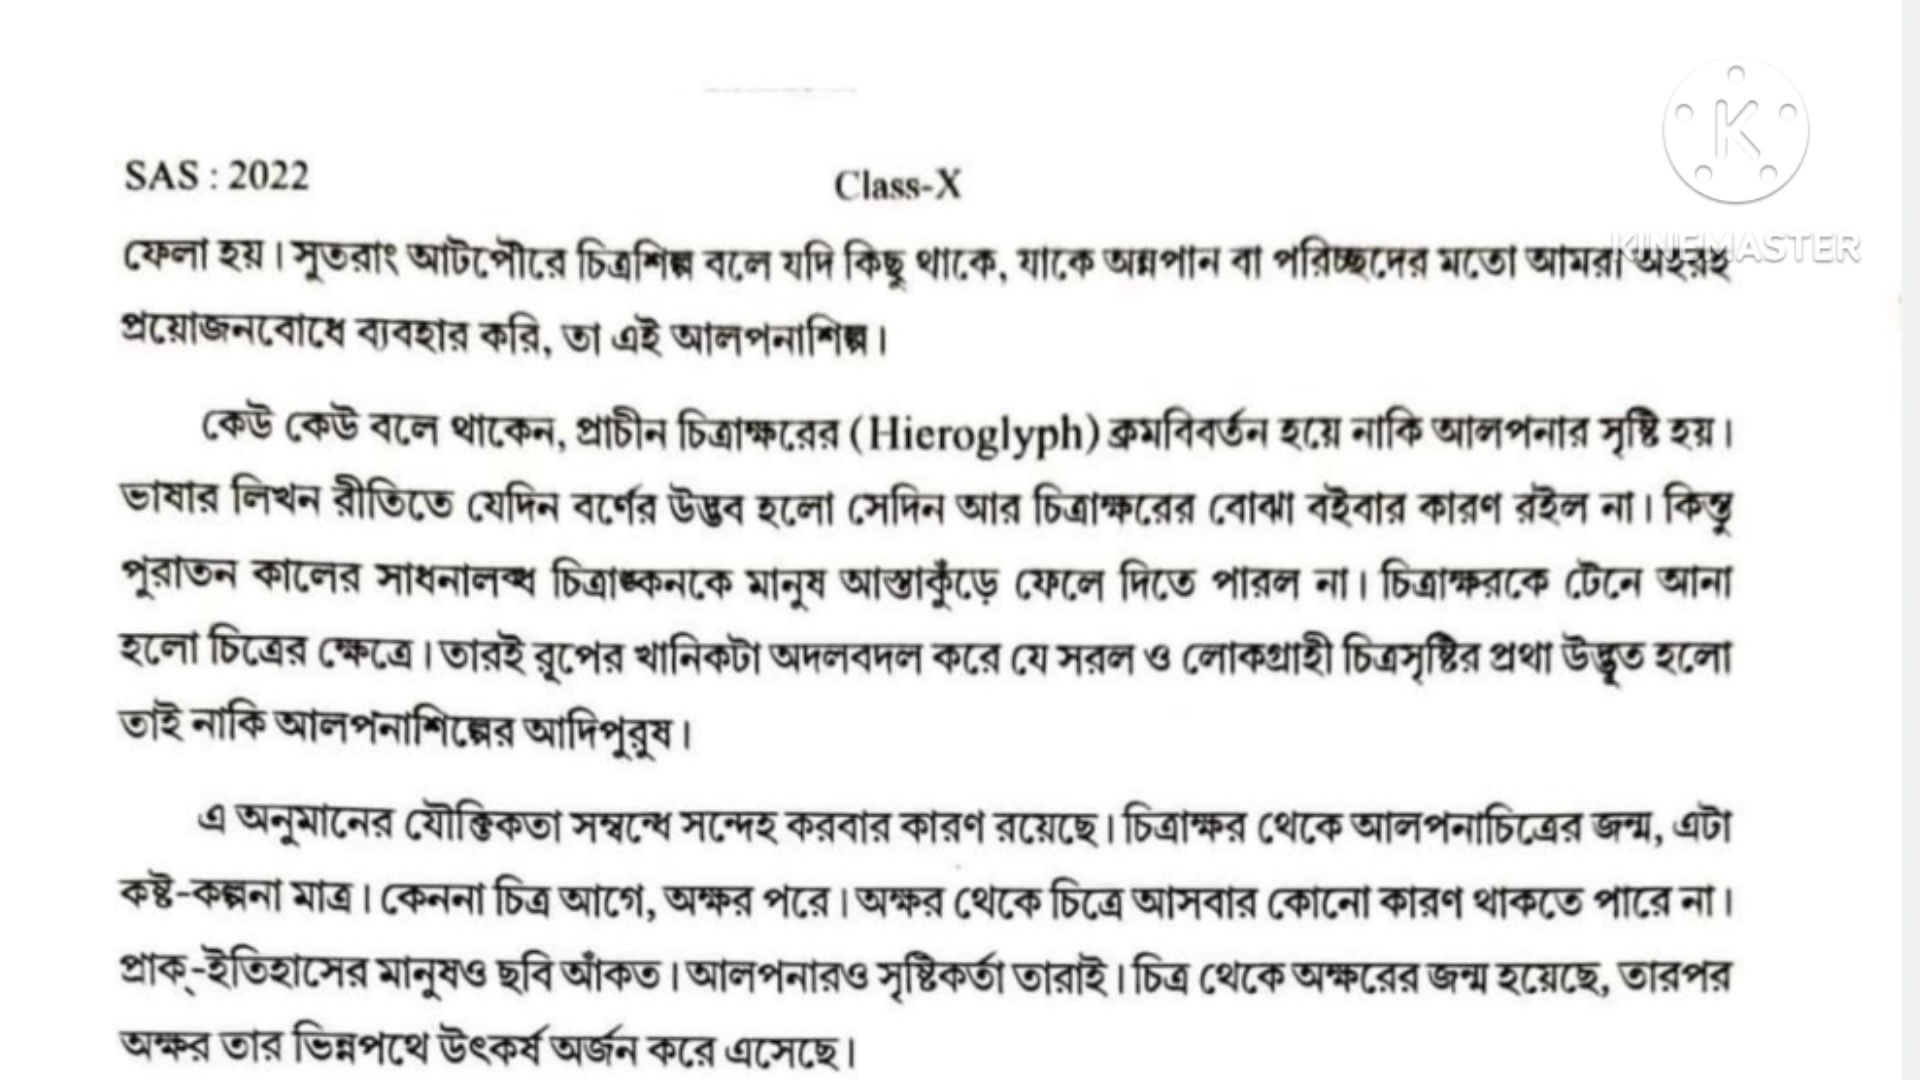 SAS : 2022
Class-X
KINEMASTER
ফেলা হয়। সুতরাং আটপৌরে চিত্রশিল্প বলে যদি কিছু থাকে, যাকে অন্নপান বা পরিচ্ছদের মতো আমরা অহরহ
প্রয়োজনবোধে ব্যবহার করি, তা এই আলপনাশিল্প।
কেউ কেউ বলে থাকেন, প্রাচীন চিত্রাক্ষরের (Hieroglyph) ক্রমবিবর্তন হয়ে নাকি আলপনার সৃষ্টি হয়।
ভাষার লিখন রীতিতে যেদিন বর্ণের উদ্ভব হলো সেদিন আর চিত্রাক্ষরের বোঝা বইবার কারণ রইল না। কিন্তু
পুরাতন কালের সাধনালব্ধ চিত্রাঙ্কনকে মানুষ আস্তাকুঁড়ে ফেলে দিতে পারল না। চিত্রাক্ষরকে টেনে আনা
হলো চিত্রের ক্ষেত্রে। তারই রূপের খানিকটা অদলবদল করে যে সরল ও লোকগ্রাহী চিত্রসৃষ্টির প্রথা উদ্ভূত হলো
তাই নাকি আলপনাশিল্পের আদিপুরুষ।
এ অনুমানের যৌক্তিকতা সম্বন্ধে সন্দেহ করবার কারণ রয়েছে। চিত্রাক্ষর থেকে আলপনাচিত্রের জন্ম, এটা
কষ্ট-কল্পনা মাত্র। কেননা চিত্র আগে, অক্ষর পরে। অক্ষর থেকে চিত্রে আসবার কোনো কারণ থাকতে পারে না।
প্রাক্-ইতিহাসের মানুষও ছবি আঁকত। আলপনারও সৃষ্টিকর্তা তারাই। চিত্র থেকে অক্ষরের জন্ম হয়েছে, তারপর
অক্ষর তার ভিন্নপথে উৎকর্ষ অর্জন করে এসেছে।